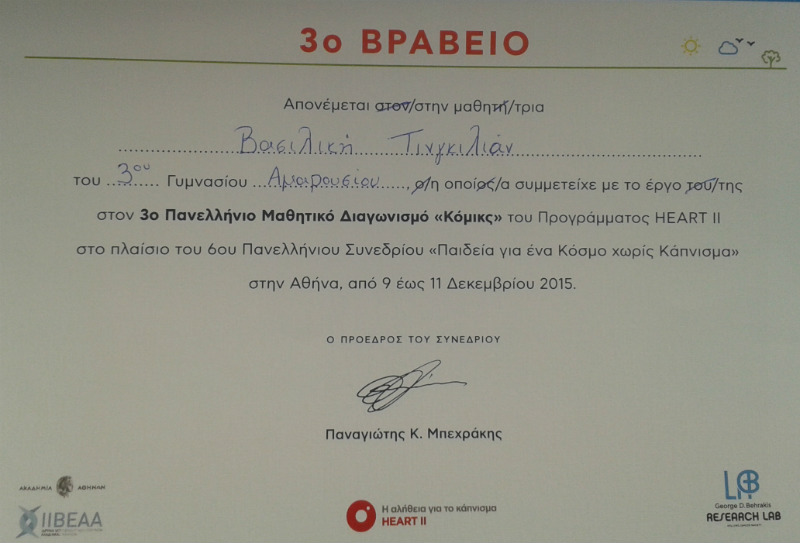 3ο ΒΡΑΒΕΙΟ
Απονέμεται στον/στην μαθητή/τρια
Βασιλική Τινγκιλιάν
του 3ου Γυμνασίου Αμαρουσίου, ο/η οποίος/α συμμετείχε με το έργο του/της
στον 3ο Πανελλήνιο Μαθητικό Διαγωνισμό «Κόμικς» του Προγράμματος HEART II
στο πλαίσιο του 6ου Πανελλήνιου Συνεδρίου «Παιδεία για ένα Κόσμο χωρίς Κάπνισμα»
στην Αθήνα, από 9 έως 11 Δεκεμβρίου 2015.
Ο ΠΡΟΕΔΡΟΣ ΤΟΥ ΣΥΝΕΔΡΙΟΥ
Παναγιώτης Κ. Μπεχράκης
ΑΚΑΔΗΜΙΑ ΑΘΗΝΩΝ
ΙΙΒΕΑΑ
Η αλήθεια για το κάπνισμα
HEART II
LAB
George D. Behrakis
RESEARCH LAB